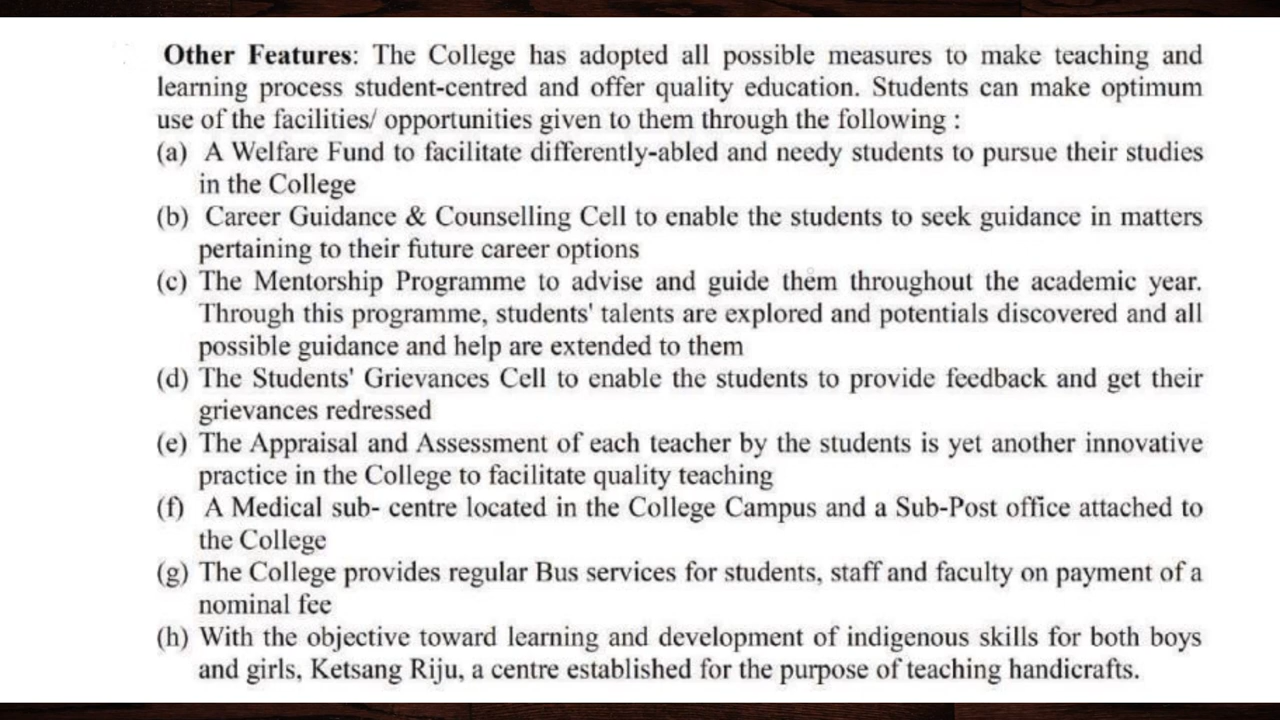 Other Features: The College has adopted all possible measures to make teaching and
learning process student-centred and offer quality education. Students can make optimum
use of the facilities/ opportunities given to them through the following :
(a) A Welfare Fund to facilitate differently-abled and needy students to pursue their studies
in the College
(b) Career Guidance & Counselling Cell to enable the students to seek guidance in matters
pertaining to their future career options
(c) The Mentorship Programme to advise and guide them throughout the academic year.
Through this programme, students' talents are explored and potentials discovered and all
possible guidance and help are extended to them
(d) The Students' Grievances Cell to enable the students to provide feedback and get their
grievances redressed
(e) The Appraisal and Assessment of each teacher by the students is yet another innovative
practice in the College to facilitate quality teaching
(f) A Medical sub- centre located in the College Campus and a Sub-Post office attached to
the College
(g) The College provides regular Bus services for students, staff and faculty on payment of a
nominal fee
(h) With the objective toward learning and development of indigenous skills for both boys
and girls, Ketsang Riju, a centre established for the purpose of teaching handicrafts.